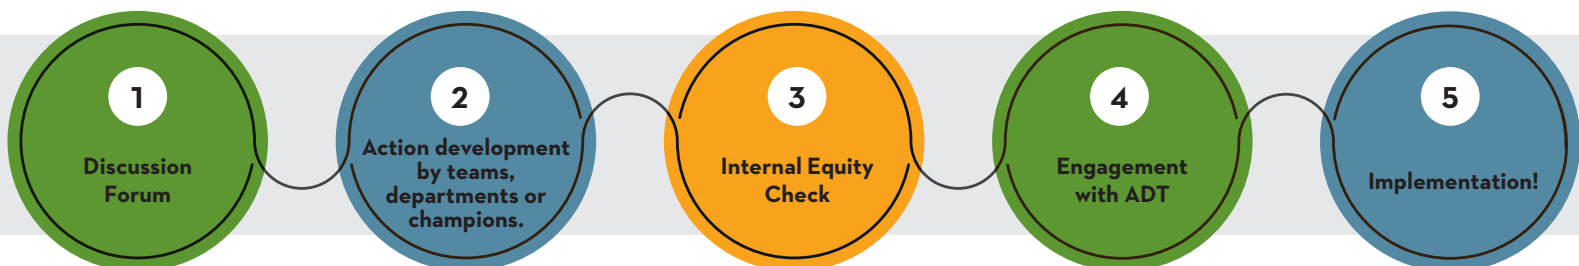 1
Discussion
Forum
2
Action development
by teams,
departments or
champions.
3
Internal Equity
Check
4
Engagement
with ADT
5
Implementation!